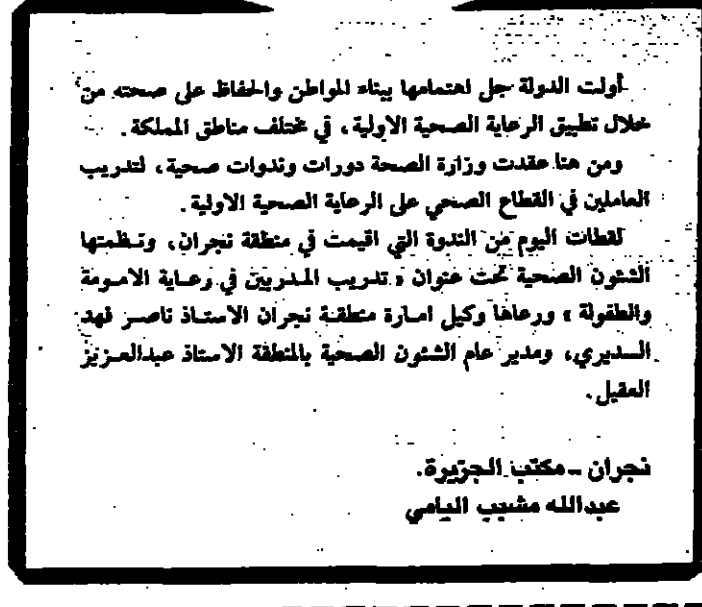 أولت الدولة جل اهتمامها ببناء المواطن والحفاظ على صحته من
خلال تطبيق الرعاية الصحية الاولية، في مختلف مناطق المملكة.
ومن هنا عقدت وزارة الصحة دورات وندوات صحية، لتدريب
العاملين في القطاع الصحي على الرعاية الصحية الاولية.
لقطات اليوم من الندوة التي اقيمت في منطقة نجران، ونظمتها
الشئون الصحية تحت عنوان «تدريب المدربين في رعاية الامومة
والطفولة» ورعاها وكيل امارة منطقة نجران الاستاذ ناصر فهد
السديري، ومدير عام الشئون الصحية بالمنطقة الاستاذ عبدالعزيز
العقيل.
نجران - مكتب الجزيرة.
عبدالله مشبب اليامي